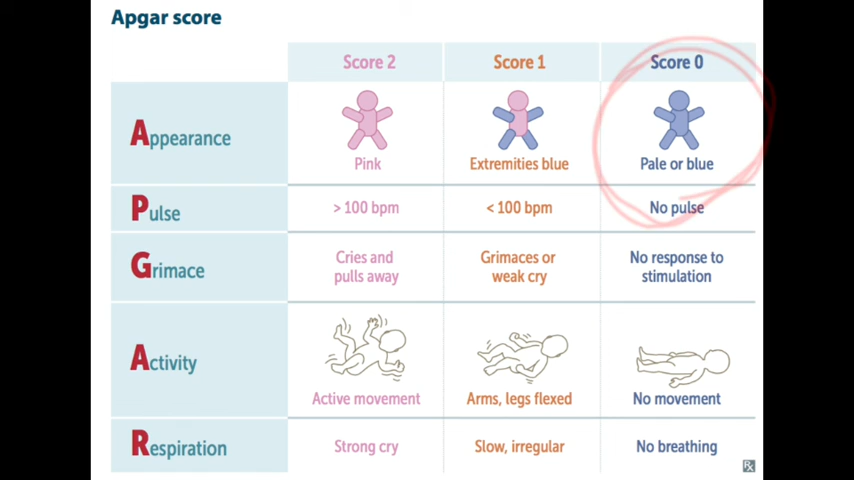 Apgar score
Score 2 Score 1 Score 0
Appearance
Pink Extremities blue Pale or blue
Pulse > 100 bpm < 100 bpm No pulse
Cries and Grimaces or No response to
Grimace
pulls away weak cry stimulation
Activity
Active movement Arms, legs flexed No movement
Respiration Strong cry Slow, irregular No breathing
Rx